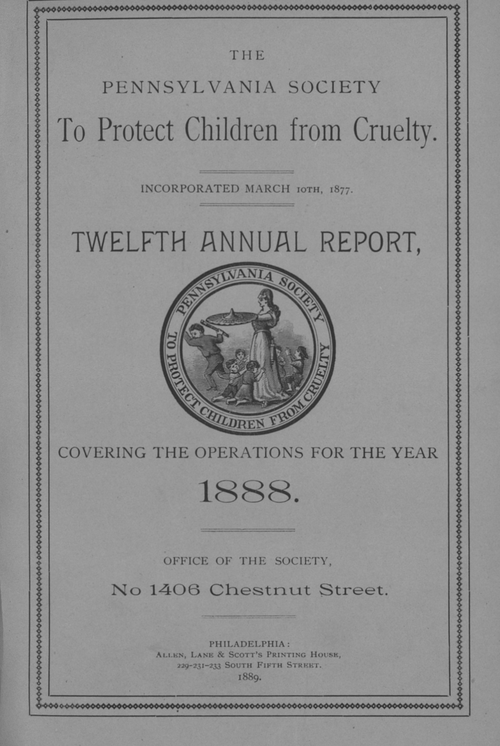 THE
PENNSYLVANIA SOCIETY
To Protect Children from Cruelty.
INCORPORATED MARCH 10TH, 1877.
TWELFTH ANNUAL REPORT,
PENNSYLVANIA SOCIETY
TO PROTECT CHILDREN FROM CRUELTY
COVERING THE OPERATIONS FOR THE YEAR
1888.
OFFICE OF THE SOCIETY,
No 1406 Chestnut Street.
PHILADELPHIA:
ALLEN, LANE & SCOTT'S PRINTING HOUSE,
229-231-233 SOUTH FIFTH STREET.
1889.